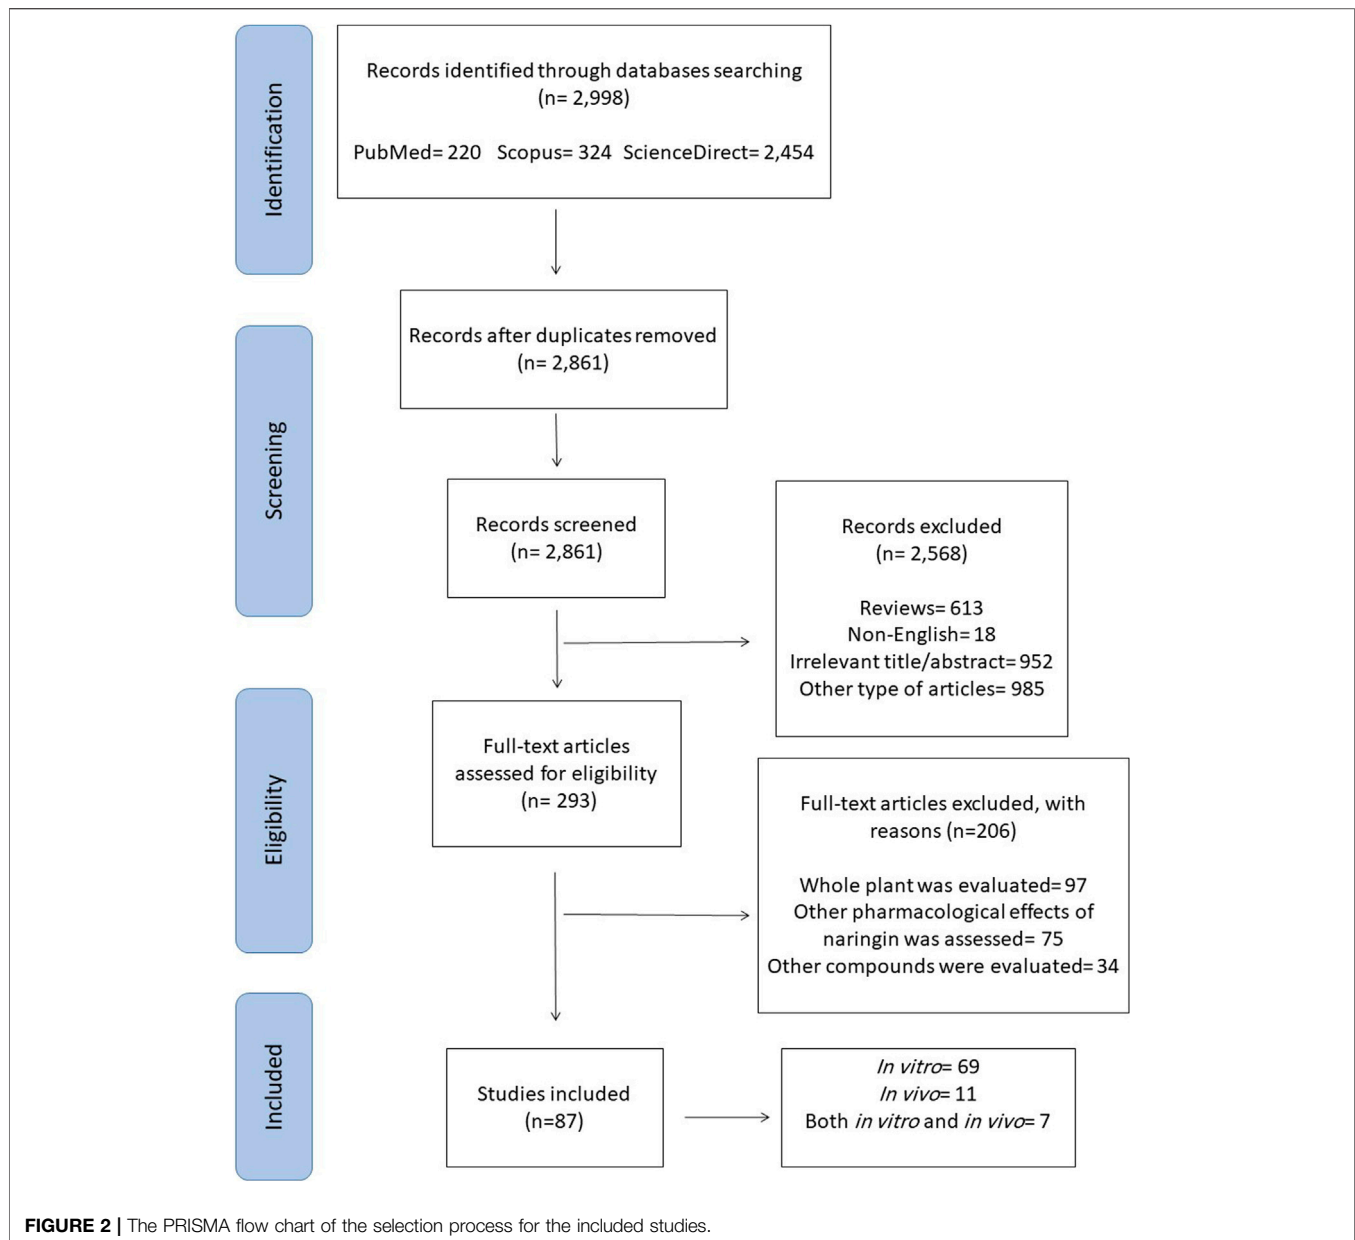 Identification
Records identified through databases searching
(n= 2,998)
PubMed= 220 Scopus= 324 ScienceDirect= 2,454
Records after duplicates removed
(n= 2,861)
Screening
Records screened
(n= 2,861)
Records excluded
(n= 2,568)
Reviews= 613
Non-English= 18
Irrelevant title/abstract= 952
Other type of articles= 985
Eligibility
Full-text articles
assessed for eligibility
(n= 293)
Full-text articles excluded, with
reasons (n=206)
Whole plant was evaluated= 97
Other pharmacological effects of
naringin was assessed= 75
Other compounds were evaluated= 34
Included
Studies included
(n=87)
In vitro= 69
In vivo= 11
Both in vitro and in vivo= 7
FIGURE 2 | The PRISMA flow chart of the selection process for the included studies.